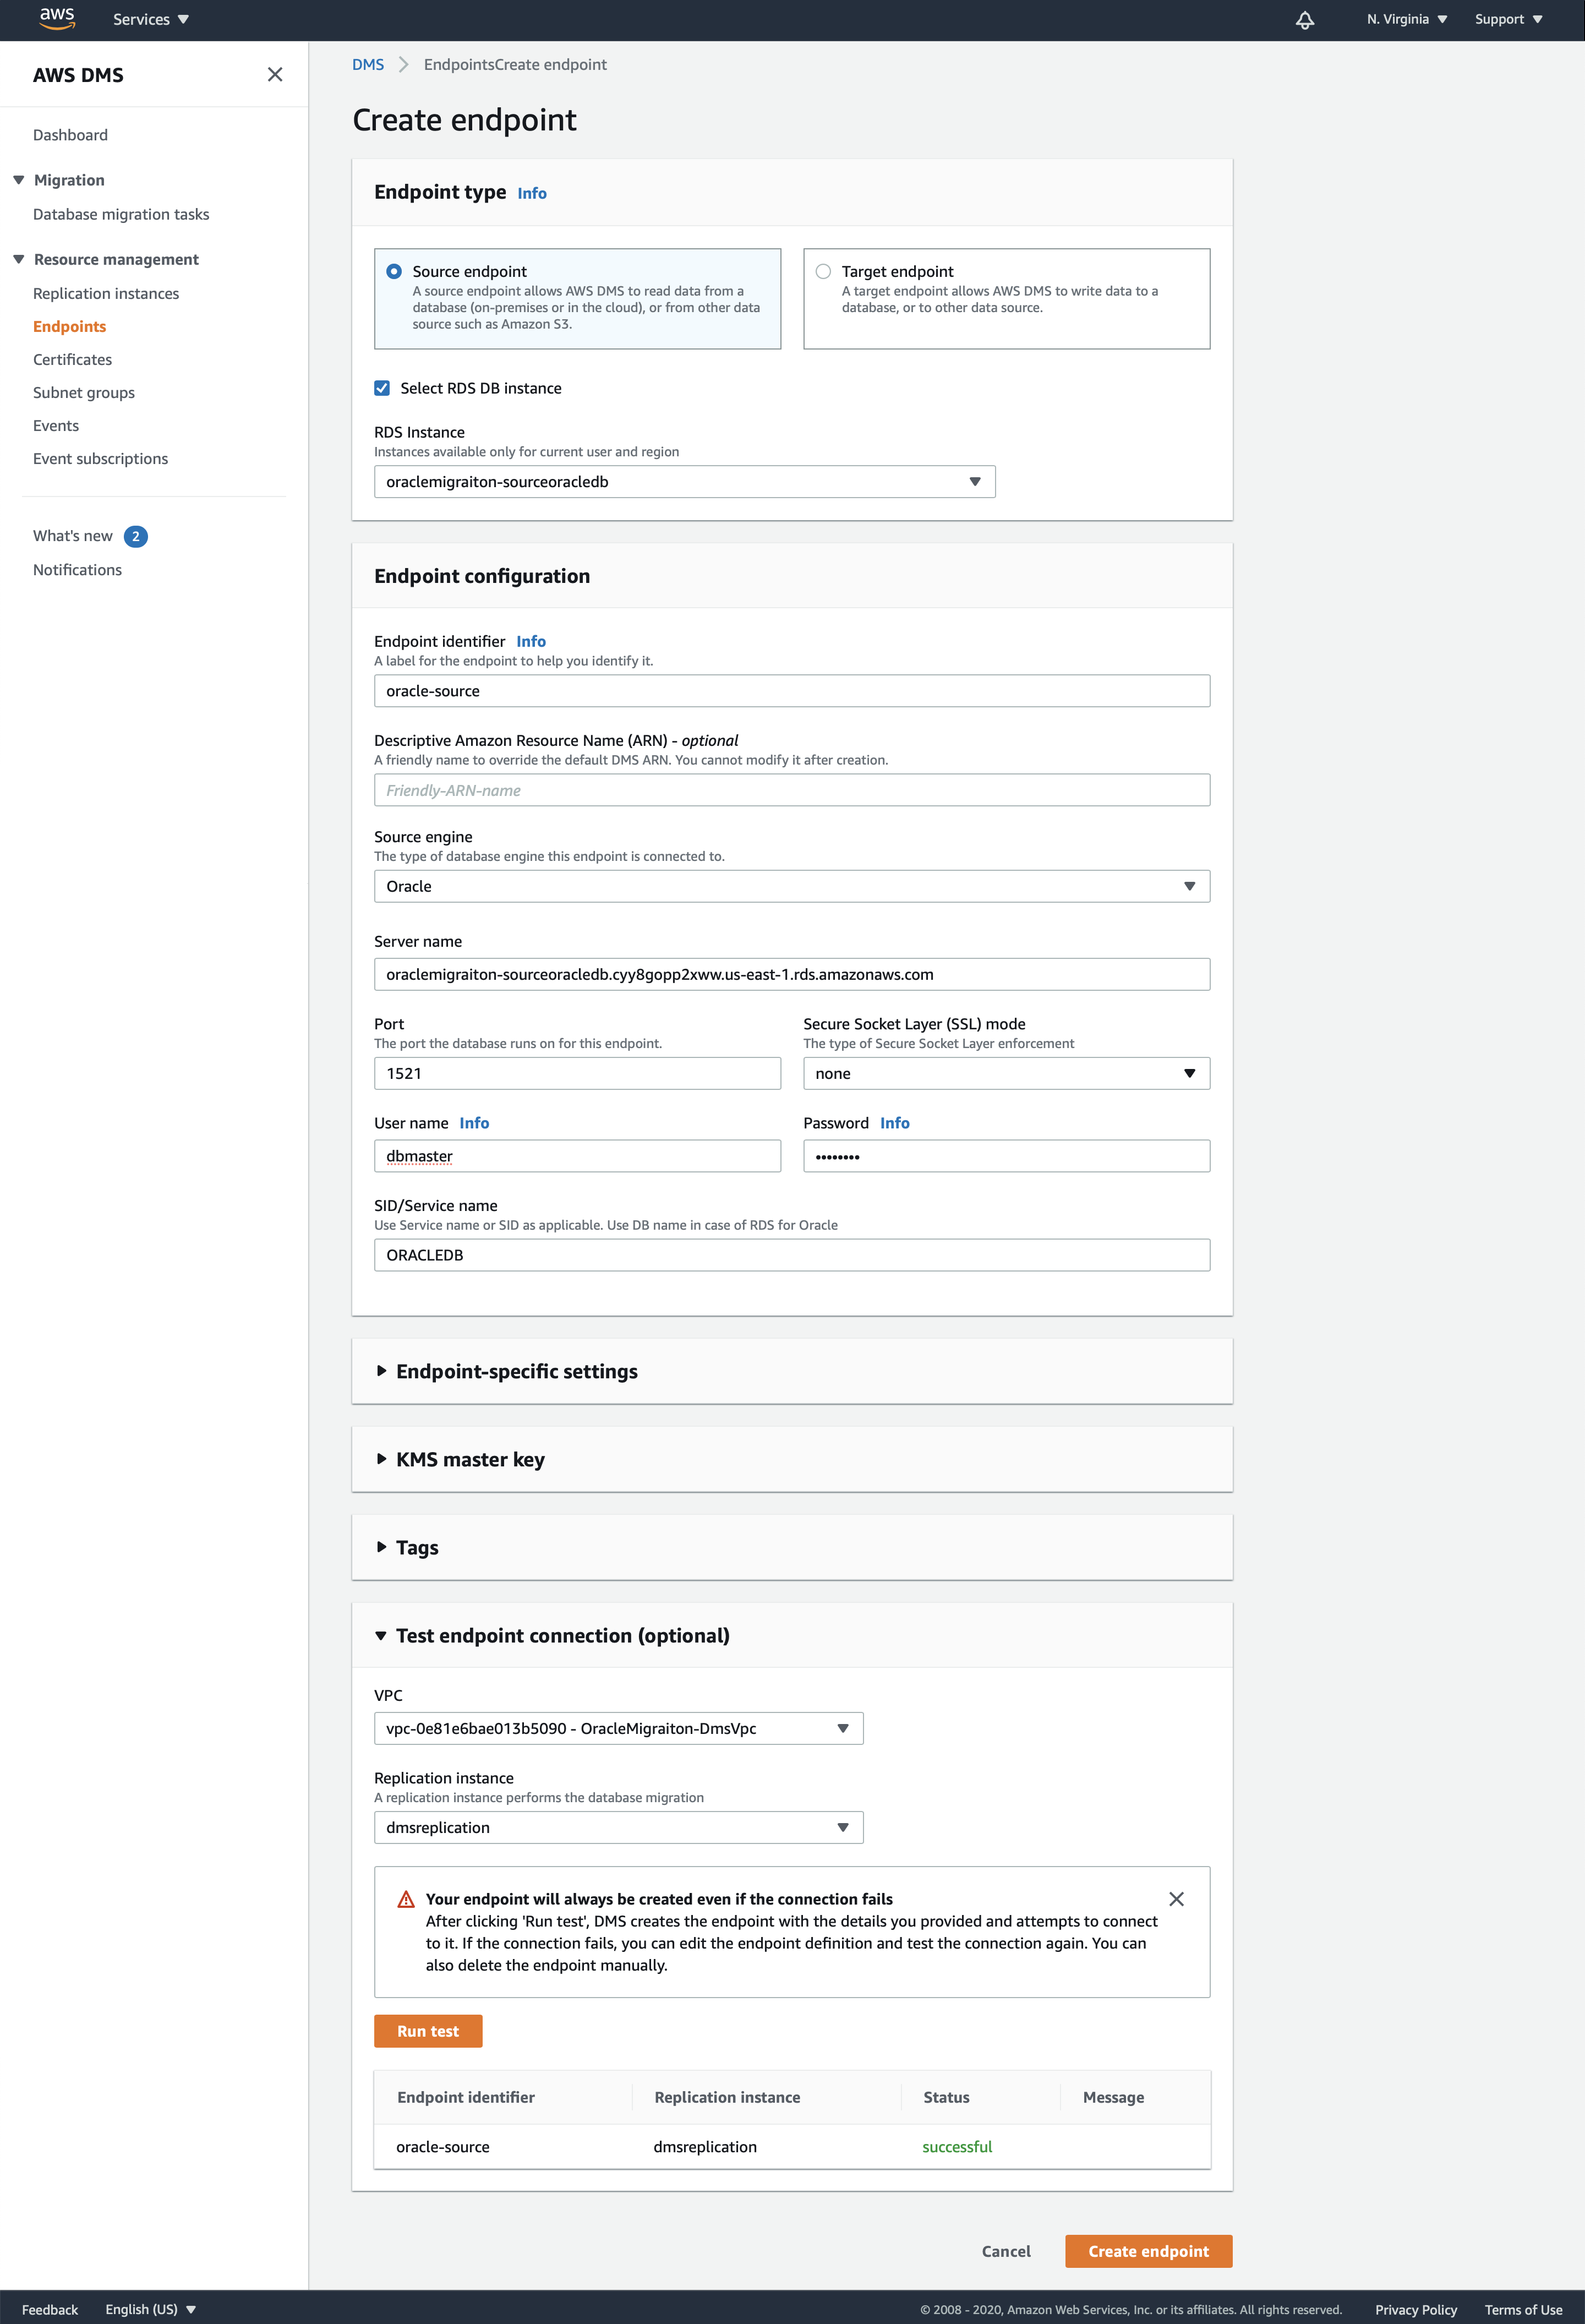 aws
Services
N. Virginia
Support
AWS DMS
Dashboard
Migration
Database migration tasks
Resource management
Replication instances
Endpoints
Certificates
Subnet groups
Events
Event subscriptions
What's new 2
Notifications
DMS
EndpointsCreate endpoint
Create endpoint
Endpoint type Info
Source endpoint
A source endpoint allows AWS DMS to read data from a
database (on-premises or in the cloud), or from other data
source such as Amazon S3.
Target endpoint
A target endpoint allows AWS DMS to write data to a
database, or to other data source.
Select RDS DB instance
RDS Instance
Instances available only for current user and region
oraclemigraiton-sourceoracledb
Endpoint configuration
Endpoint identifier Info
A label for the endpoint to help you identify it.
oracle-source
Descriptive Amazon Resource Name (ARN) - optional
A friendly name to override the default DMS ARN. You cannot modify it after creation.
Friendly-ARN-name
Source engine
The type of database engine this endpoint is connected to.
Oracle
Server name
oraclemigraiton-sourceoracledb.cyy8gopp2xww.us-east-1.rds.amazonaws.com
Port
The port the database runs on for this endpoint.
1521
Secure Socket Layer (SSL) mode
The type of Secure Socket Layer enforcement
none
User name Info
dbmaster
Password Info
••••••••
SID/Service name
Use Service name or SID as applicable. Use DB name in case of RDS for Oracle
ORACLEDB
Endpoint-specific settings
KMS master key
Tags
Test endpoint connection (optional)
VPC
vpc-0e81e6bae013b5090 - OracleMigraiton-DmsVpc
Replication instance
A replication instance performs the database migration
dmsreplication
Your endpoint will always be created even if the connection fails
After clicking 'Run test', DMS creates the endpoint with the details you provided and attempts to connect
to it. If the connection fails, you can edit the endpoint definition and test the connection again. You can
also delete the endpoint manually.
Run test
Endpoint identifier Replication instance Status Message
oracle-source dmsreplication successful
Cancel
Create endpoint
Feedback
English (US)
© 2008 - 2020, Amazon Web Services, Inc. or its affiliates. All rights reserved.
Privacy Policy
Terms of Use